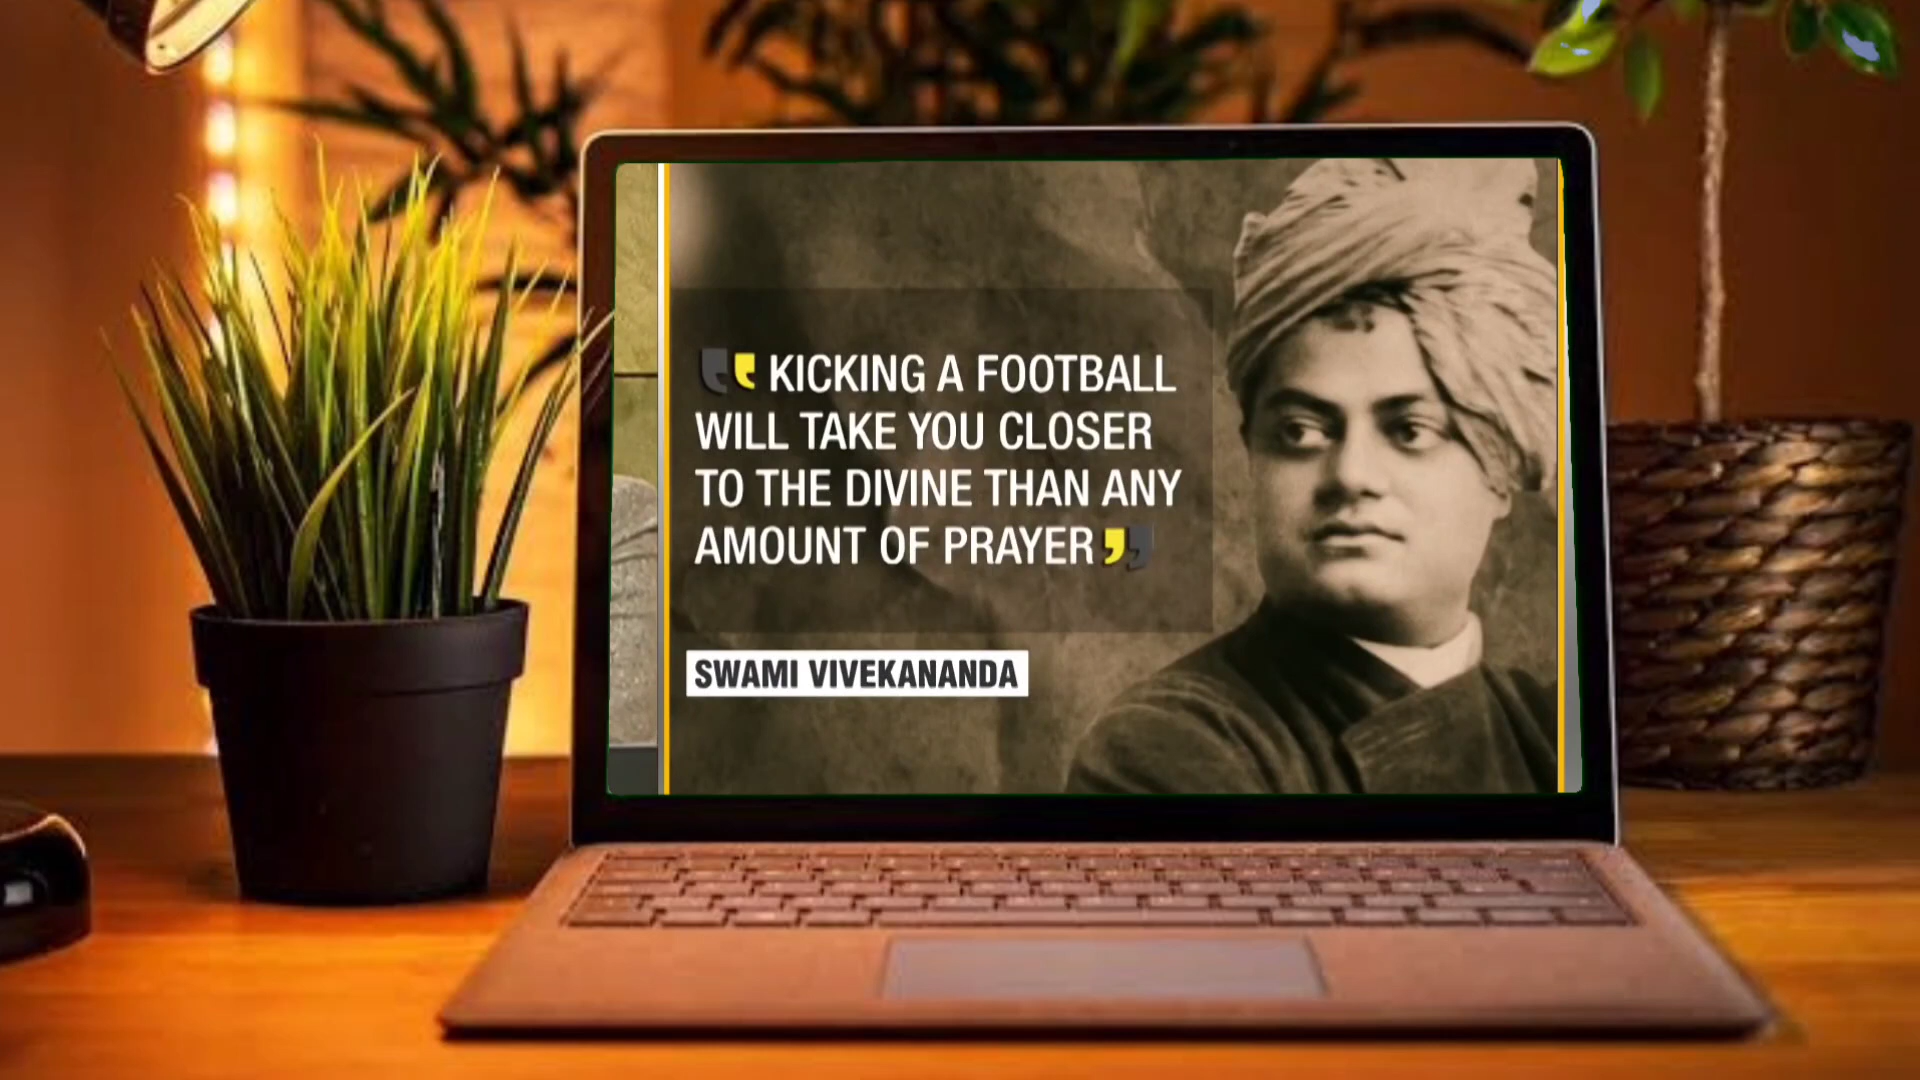 ❛❛ KICKING A FOOTBALL
WILL TAKE YOU CLOSER
TO THE DIVINE THAN ANY
AMOUNT OF PRAYER ❜❜
SWAMI VIVEKANANDA